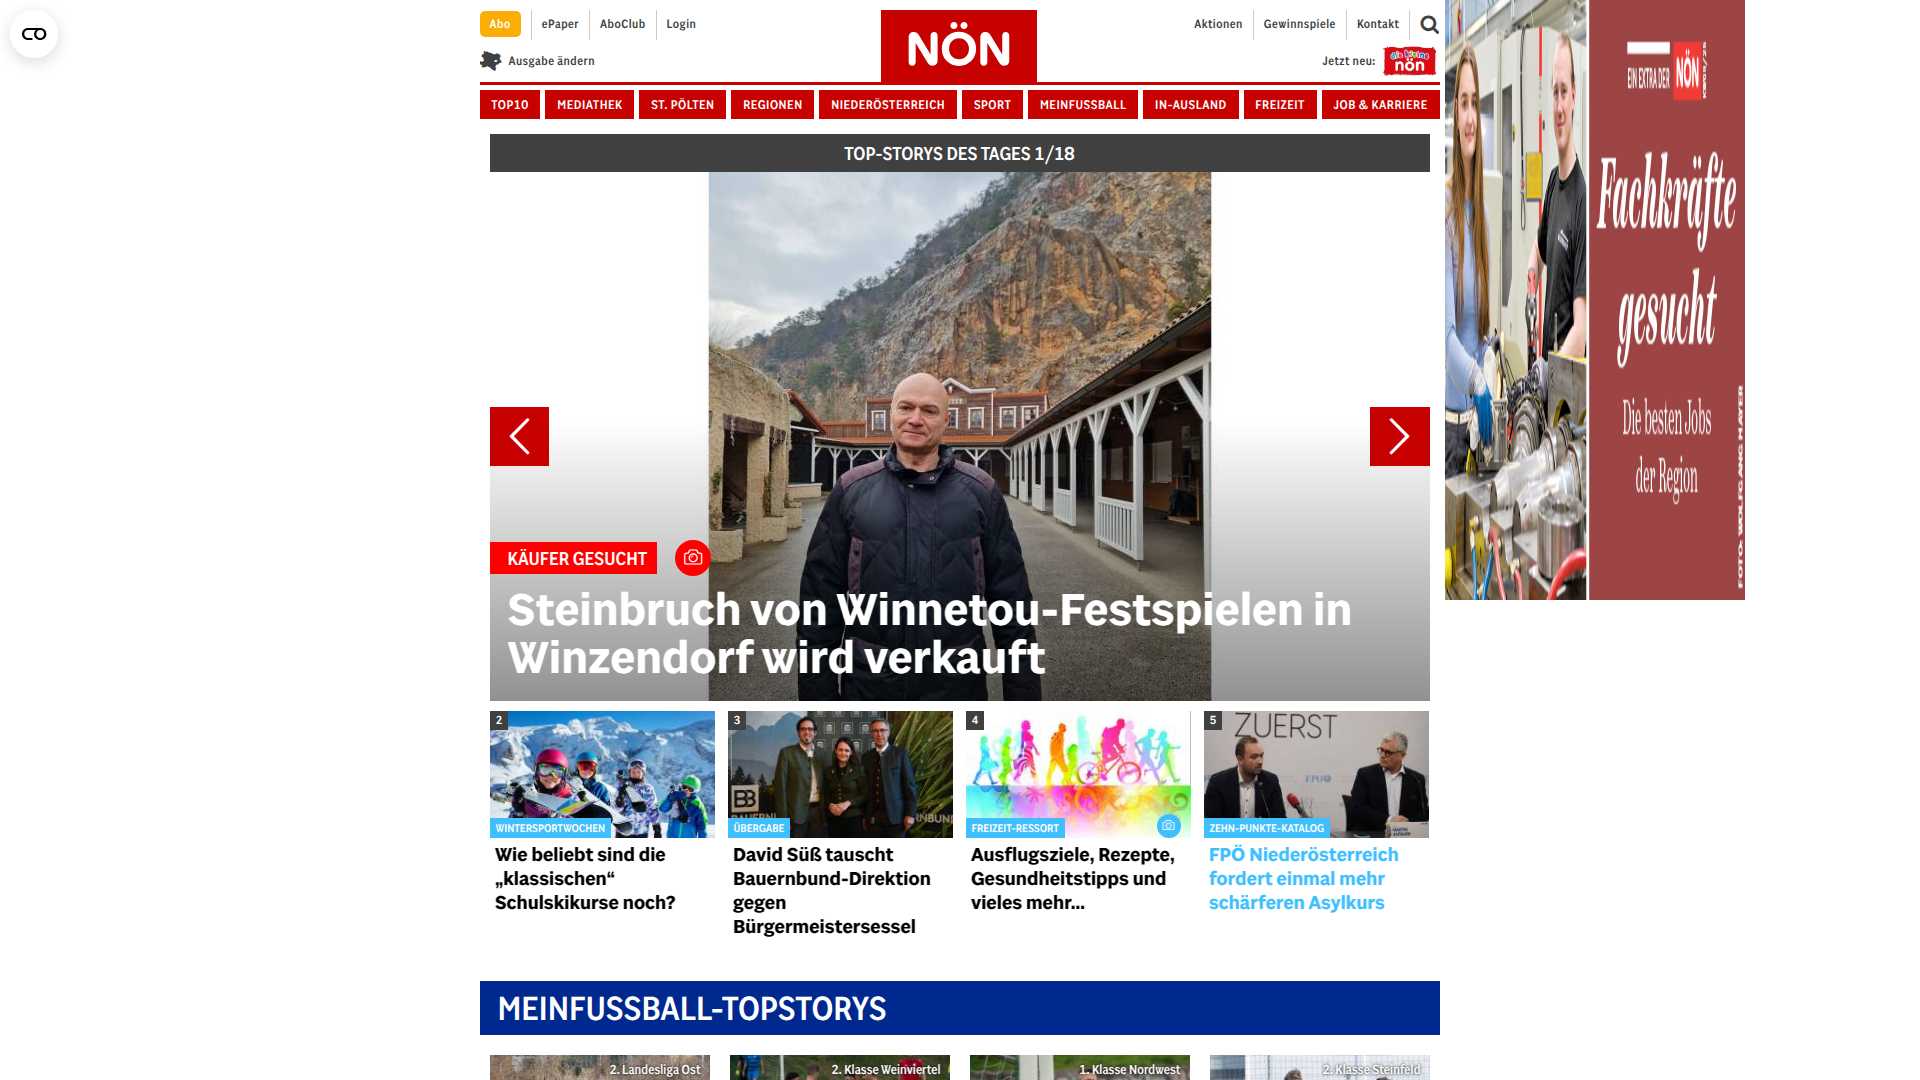 Abo
ePaper
AboClub
Login
NÖN
Aktionen
Gewinnspiele
Kontakt
Ausgabe ändern
Jetzt neu:
die kleine
nön
TOP10
MEDIATHEK
ST. PÖLTEN
REGIONEN
NIEDERÖSTERREICH
SPORT
MEINFUSSBALL
IN-AUSLAND
FREIZEIT
JOB & KARRIERE
TOP-STORYS DES TAGES 1/18
KÄUFER GESUCHT
Steinbruch von Winnetou-Festspielen in
Winzendorf wird verkauft
EIN EXTRA DER
NÖN
Fachkräfte
gesucht
Die besten Jobs
der Region
FOTO: WOLFGANG MAYER
2
WINTERSPORTWOCHEN
Wie beliebt sind die
„klassischen“
Schulskikurse noch?
3
ÜBERGABE
David Süß tauscht
Bauernbund-Direktion
gegen
Bürgermeistersessel
4
FREIZEIT-RESSORT
Ausflugsziele, Rezepte,
Gesundheitstipps und
vieles mehr...
5
ZUERST
FPÖ
ZEHN-PUNKTE-KATALOG
FPÖ Niederösterreich
fordert einmal mehr
schärferen Asylkurs
MEINFUSSBALL-TOPSTORYS
2. Landesliga Ost
2. Klasse Weinviertel
1. Klasse Nordwest
2. Klasse Steinfeld